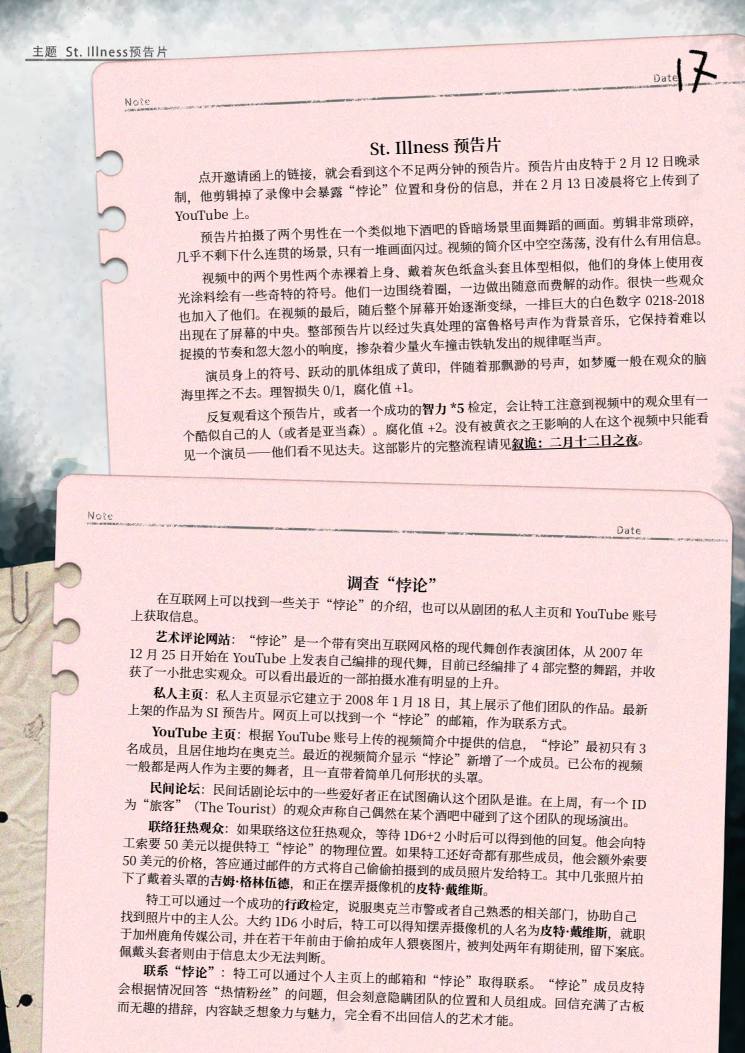 主题 St. Illness预告片
17
Note
Date
St. Illness 预告片
点开邀请函上的链接，就会看到这个不足两分钟的预告片。预告片由皮特于 2 月 12 日晚录
制，他剪辑掉了录像中会暴露“悖论”位置和身份的信息，并在 2 月 13 日凌晨将它上传到了
YouTube 上。
预告片拍摄了两个男性在一个类似地下酒吧的昏暗场景里面舞蹈的画面。剪辑非常琐碎，
几乎不剩下什么连贯的场景，只有一堆画面闪过。视频的简介区中空空荡荡，没有什么有用信息。
视频中的两个男性两个赤裸着上身、戴着灰色纸盒头套且体型相似，他们的身体上使用夜
光涂料绘有一些奇特的符号。他们一边围绕着圈，一边做出随意而费解的动作。很快一些观众
也加入了他们。在视频的最后，随后整个屏幕开始逐渐变绿，一排巨大的白色数字 0218-2018
出现在了屏幕的中央。整部预告片以经过失真处理的富鲁格号声作为背景音乐，它保持着难以
捉摸的节奏和忽大忽小的响度，掺杂着少量火车撞击铁轨发出的规律哐当声。
演员身上的符号、跃动的肌体组成了黄印，伴随着那飘渺的号声，如梦魇一般在观众的脑
海里挥之不去。理智损失 0/1，腐化值 +1。
反复观看这个预告片，或者一个成功的智力 *5 检定，会让特工注意到视频中的观众里有一
个酷似自己的人（或者是亚当森）。腐化值 +2。没有被黄衣之王影响的人在这个视频中只能看
见一个演员——他们看不见达夫。这部影片的完整流程请见叙诡：二月十二日之夜。
Note
Date
调查“悖论”
在互联网上可以找到一些关于“悖论”的介绍，也可以从剧团的私人主页和 YouTube 账号
上获取信息。
艺术评论网站：“悖论”是一个带有突出互联网风格的现代舞创作表演团体，从 2007 年
12 月 25 日开始在 YouTube 上发表自己编排的现代舞，目前已经编排了 4 部完整的舞蹈，并收
获了一小批忠实观众。可以看出最近的一部拍摄水准有明显的上升。
私人主页：私人主页显示它建立于 2008 年 1 月 18 日，其上展示了他们团队的作品。最新
上架的作品为 SI 预告片。网页上可以找到一个“悖论”的邮箱，作为联系方式。
YouTube 主页：根据 YouTube 账号上传的视频简介中提供的信息，“悖论”最初只有 3
名成员，且居住地均在奥克兰。最近的视频简介显示“悖论”新增了一个成员。已公布的视频
一般都是两人作为主要的舞者，且一直带着简单几何形状的头罩。
民间论坛：民间话剧论坛中的一些爱好者正在试图确认这个团队是谁。在上周，有一个 ID
为“旅客”（The Tourist）的观众声称自己偶然在某个酒吧中碰到了这个团队的现场演出。
联络狂热观众：如果联络这位狂热观众，等待 1D6+2 小时后可以得到他的回复。他会向特
工索要 50 美元以提供特工“悖论”的物理位置。如果特工还好奇都有那些成员，他会额外索要
50 美元的价格，答应通过邮件的方式将自己偷偷拍摄到的成员照片发给特工。其中几张照片拍
下了戴着头罩的吉姆·格林伍德，和正在摆弄摄像机的皮特·戴维斯。
特工可以通过一个成功的行政检定，说服奥克兰市警或者自己熟悉的相关部门，协助自己
找到照片中的主人公。大约 1D6 小时后，特工可以得知摆弄摄像机的人名为皮特·戴维斯，就职
于加州鹿角传媒公司，并在若干年前由于偷拍成年人猥亵图片，被判处两年有期徒刑，留下案底。
佩戴头套者则由于信息太少无法判断。
联系“悖论”：特工可以通过个人主页上的邮箱和“悖论”取得联系。“悖论”成员皮特
会根据情况回答“热情粉丝”的问题，但会刻意隐瞒团队的位置和人员组成。回信充满了古板
而无趣的措辞，内容缺乏想象力与魅力，完全看不出回信人的艺术才能。